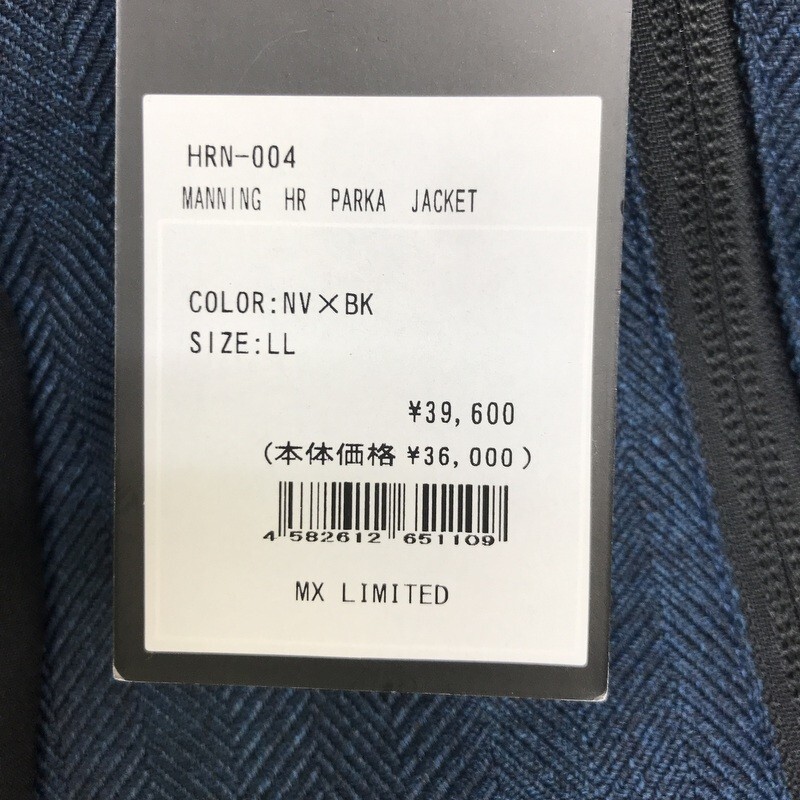 HRN-004
MANNING HR PARKA JACKET
COLOR:NV×BK
SIZE:LL
¥39,600
(本体価格 ¥36,000)
4 582612 651109
MX LIMITED